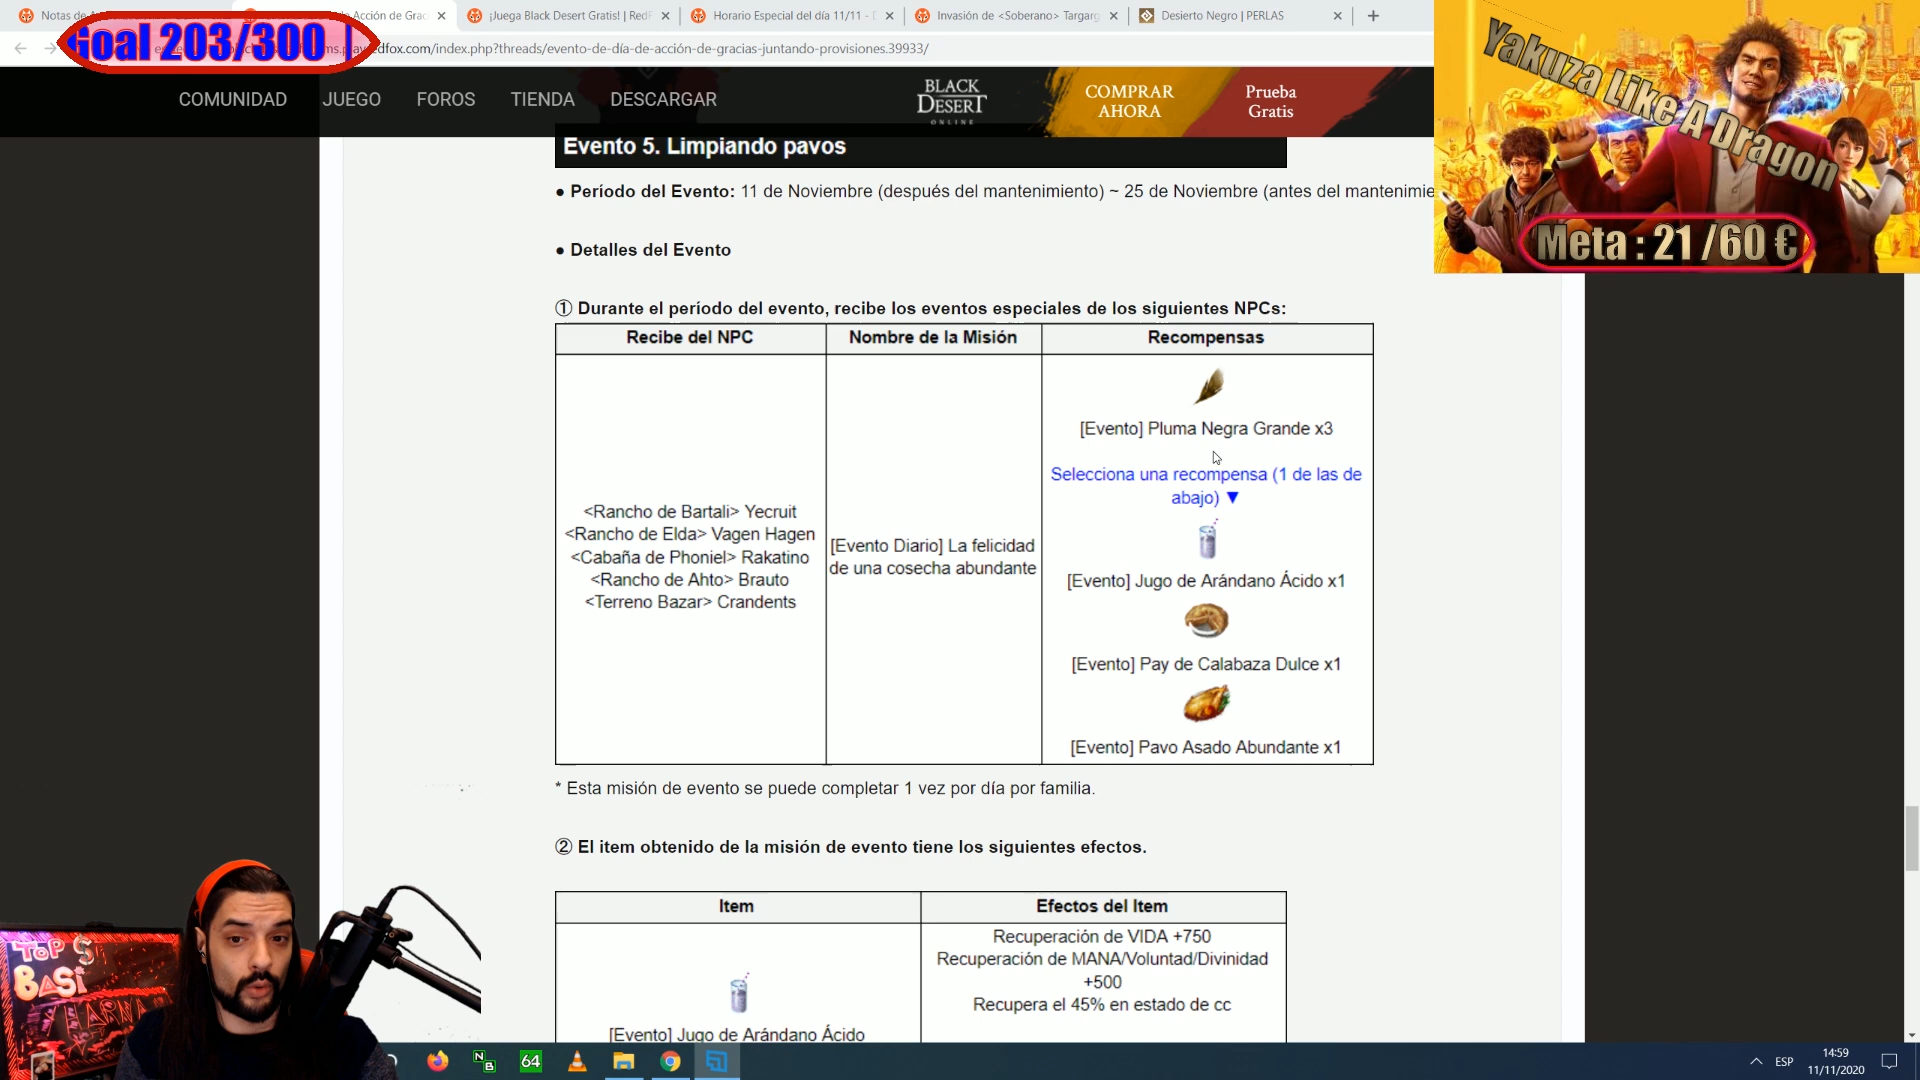 Notas de
Acción de Grac
¡Juega Black Desert Gratis! | RedF
Horario Especial del día 11/11 -
Invasión de <Soberano> Targarg
Desierto Negro | PERLAS
Goal 203/300 |
fox.com/index.php?threads/evento-de-día-de-acción-de-gracias-juntando-provisiones.39933/
COMUNIDAD
JUEGO
FOROS
TIENDA
DESCARGAR
BLACK
DESERT
ONLINE
COMPRAR
AHORA
Prueba
Gratis
Yakuza Like A Dragon
Meta : 21 /60 €
Evento 5. Limpiando pavos
● Período del Evento: 11 de Noviembre (después del mantenimiento) ~ 25 de Noviembre (antes del mantenimie
● Detalles del Evento
① Durante el período del evento, recibe los eventos especiales de los siguientes NPCs:
Recibe del NPC
Nombre de la Misión
Recompensas
<Rancho de Bartali> Yecruit
<Rancho de Elda> Vagen Hagen
<Cabaña de Phoniel> Rakatino
<Rancho de Ahto> Brauto
<Terreno Bazar> Crandents
[Evento Diario] La felicidad
de una cosecha abundante
[Evento] Pluma Negra Grande x3
Selecciona una recompensa (1 de las de
abajo) ▼
[Evento] Jugo de Arándano Ácido x1
[Evento] Pay de Calabaza Dulce x1
[Evento] Pavo Asado Abundante x1
* Esta misión de evento se puede completar 1 vez por día por familia.
② El item obtenido de la misión de evento tiene los siguientes efectos.
Item
Efectos del Item
Recuperación de VIDA +750
Recuperación de MANA/Voluntad/Divinidad
+500
Recupera el 45% en estado de cc
[Evento] Jugo de Arándano Ácido
TOP 5
BASI
N
B
64
ESP
14:59
11/11/2020